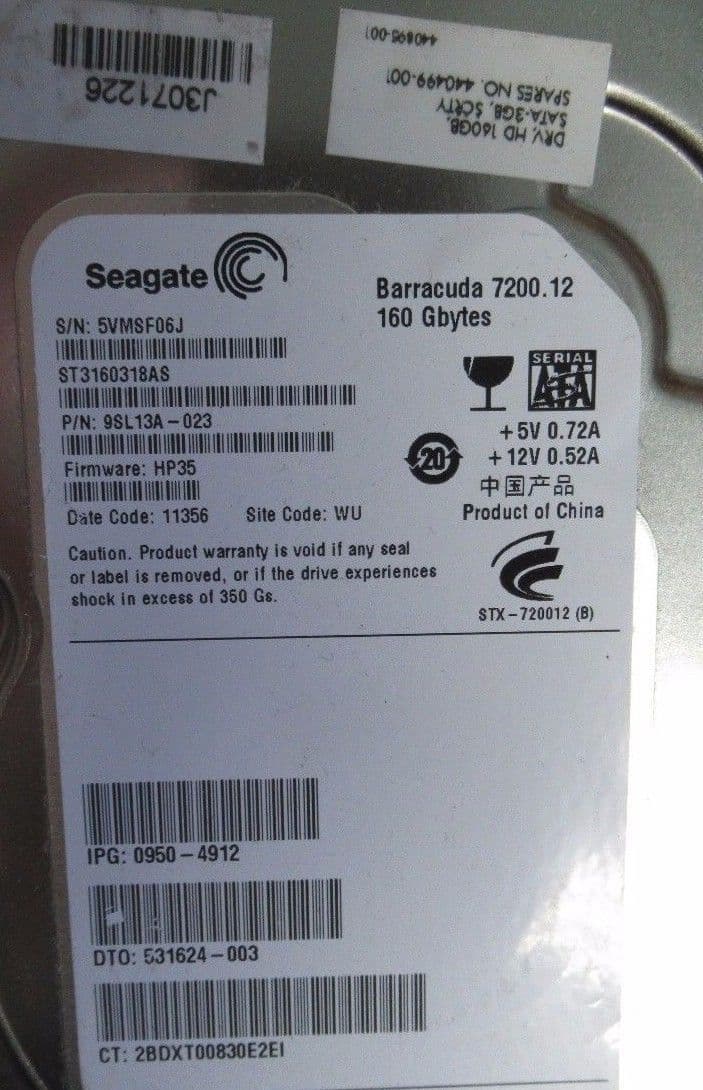 J3071226
DRV, HD 160GB,
SATA-3GB, SCRTY
SPARES NO. 440499-001
440895-001
Seagate
Barracuda 7200.12
160 Gbytes
S/N: 5VMSF06J
ST3160318AS
P/N: 9SL13A-023
Firmware: HP35
Date Code: 11356 Site Code: WU
SERIAL
ATA
+5V 0.72A
+12V 0.52A
20
中国产品
Product of China
Caution. Product warranty is void if any seal
or label is removed, or if the drive experiences
shock in excess of 350 Gs.
STX-720012 (B)
IPG: 0950-4912
DTO: 531624-003
CT: 2BDXT00830E2EI